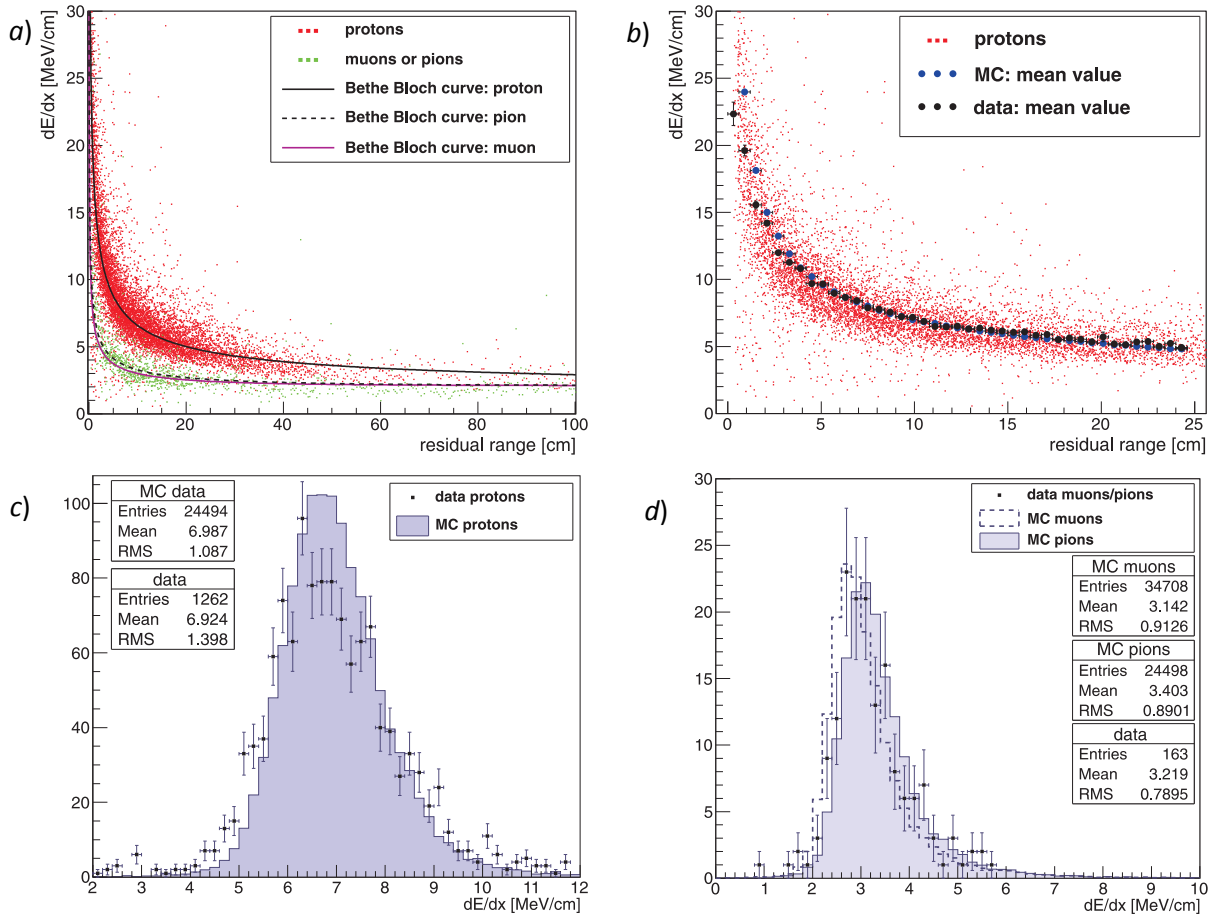 a)
dE/dx [MeV/cm]
30
25
20
15
10
5
0
protons
muons or pions
Bethe Bloch curve: proton
Bethe Bloch curve: pion
Bethe Bloch curve: muon
0 20 40 60 80 100
residual range [cm]
b)
dE/dx [MeV/cm]
30
25
20
15
10
5
0
protons
MC: mean value
data: mean value
0 5 10 15 20 25
residual range [cm]
c)
100
80
60
40
20
0
MC data
Entries 24494
Mean 6.987
RMS 1.087
data
Entries 1262
Mean 6.924
RMS 1.398
data protons
MC protons
2 3 4 5 6 7 8 9 10 11 12
dE/dx [MeV/cm]
d)
30
25
20
15
10
5
0
data muons/pions
MC muons
MC pions
MC muons
Entries 34708
Mean 3.142
RMS 0.9126
MC pions
Entries 24498
Mean 3.403
RMS 0.8901
data
Entries 163
Mean 3.219
RMS 0.7895
0 1 2 3 4 5 6 7 8 9 10
dE/dx [MeV/cm]